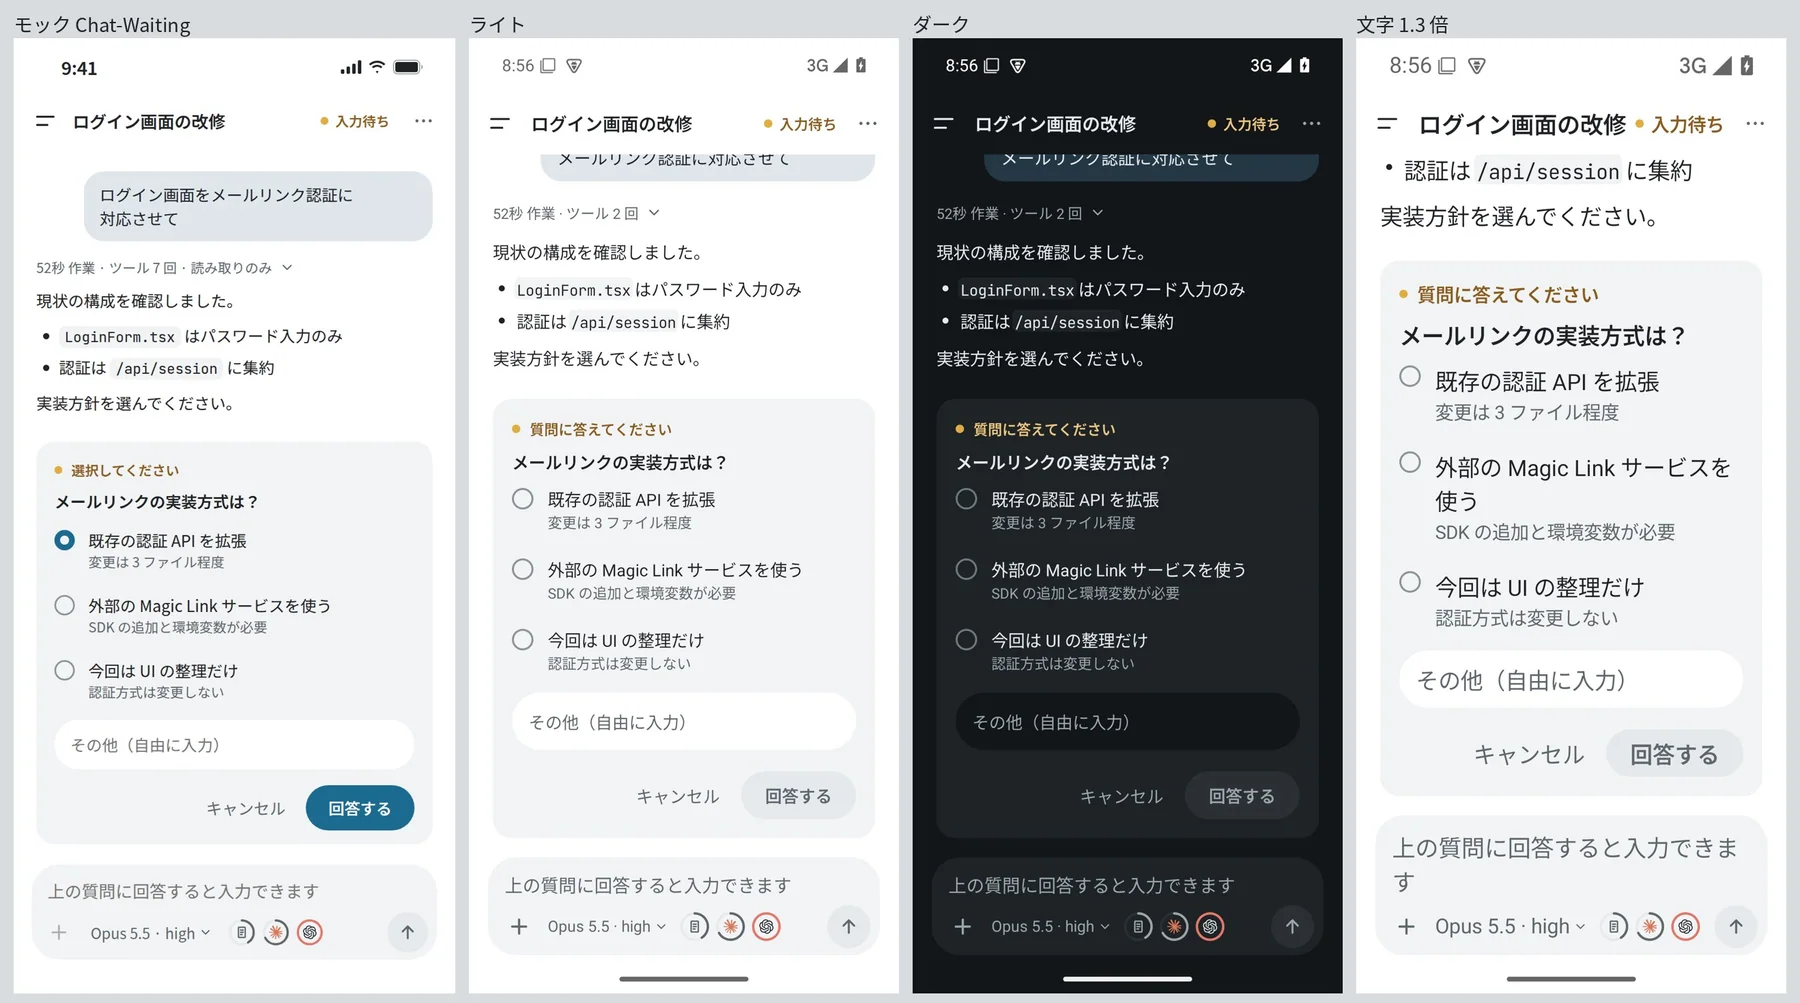 モック Chat-Waiting
9:41
ログイン画面の改修
入力待ち
ログイン画面をメールリンク認証に
対応させて
52秒 作業 · ツール 7 回 · 読み取りのみ
現状の構成を確認しました。
• LoginForm.tsx はパスワード入力のみ
• 認証は /api/session に集約
実装方針を選んでください。
選択してください
メールリンクの実装方式は？
既存の認証 API を拡張
変更は 3 ファイル程度
外部の Magic Link サービスを使う
SDK の追加と環境変数が必要
今回は UI の整理だけ
認証方式は変更しない
その他（自由に入力）
キャンセル
回答する
上の質問に回答すると入力できます
Opus 5.5 · high
ライト
8:56
3G
ログイン画面の改修
入力待ち
メールリンク認証に対応させて
52秒 作業 · ツール 2 回
現状の構成を確認しました。
• LoginForm.tsx はパスワード入力のみ
• 認証は /api/session に集約
実装方針を選んでください。
質問に答えてください
メールリンクの実装方式は？
既存の認証 API を拡張
変更は 3 ファイル程度
外部の Magic Link サービスを使う
SDK の追加と環境変数が必要
今回は UI の整理だけ
認証方式は変更しない
その他（自由に入力）
キャンセル
回答する
上の質問に回答すると入力できます
Opus 5.5 · high
ダーク
8:56
3G
ログイン画面の改修
入力待ち
メールリンク認証に対応させて
52秒 作業 · ツール 2 回
現状の構成を確認しました。
• LoginForm.tsx はパスワード入力のみ
• 認証は /api/session に集約
実装方針を選んでください。
質問に答えてください
メールリンクの実装方式は？
既存の認証 API を拡張
変更は 3 ファイル程度
外部の Magic Link サービスを使う
SDK の追加と環境変数が必要
今回は UI の整理だけ
認証方式は変更しない
その他（自由に入力）
キャンセル
回答する
上の質問に回答すると入力できます
Opus 5.5 · high
文字 1.3 倍
8:56
3G
ログイン画面の改修
入力待ち
• 認証は /api/session に集約
実装方針を選んでください。
質問に答えてください
メールリンクの実装方式は？
既存の認証 API を拡張
変更は 3 ファイル程度
外部の Magic Link サービスを
使う
SDK の追加と環境変数が必要
今回は UI の整理だけ
認証方式は変更しない
その他（自由に入力）
キャンセル
回答する
上の質問に回答すると入力できま
す
Opus 5.5 · high